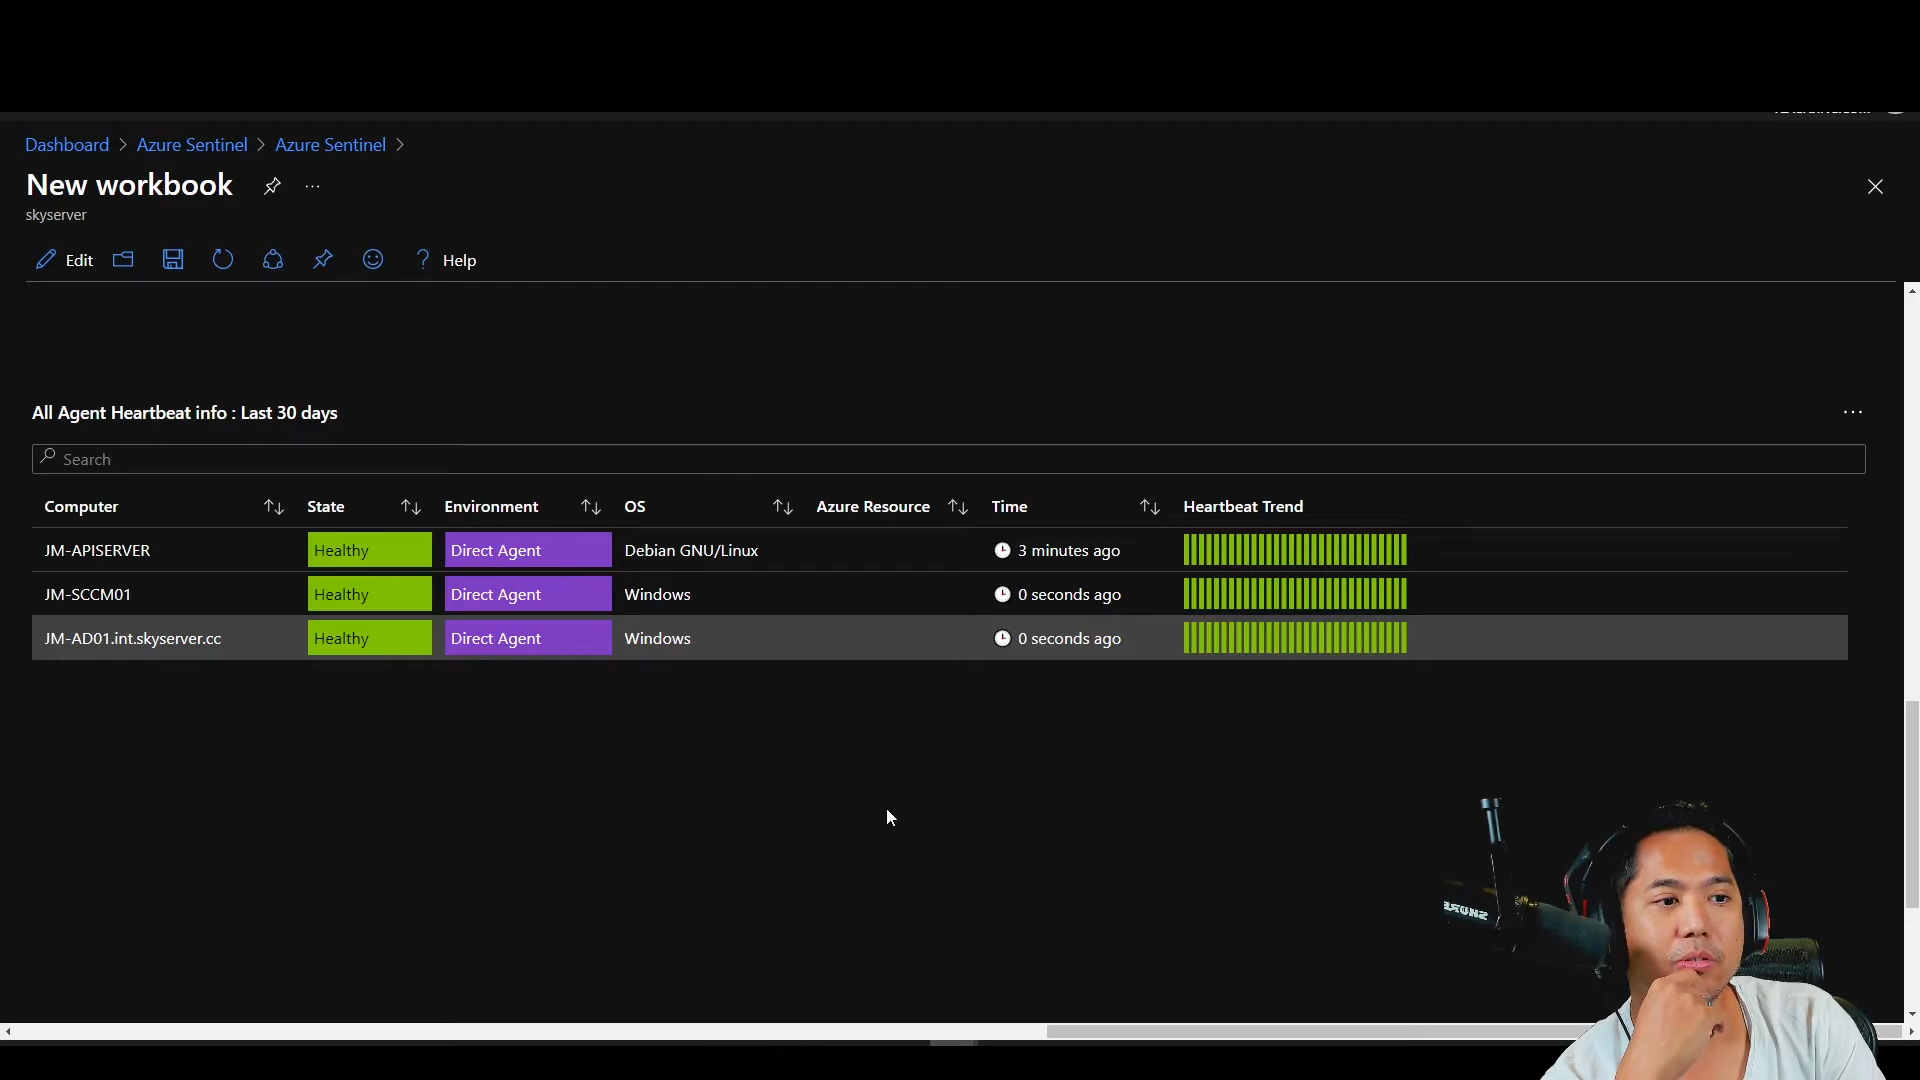 Dashboard > Azure Sentinel > Azure Sentinel >
New workbook ...
skyserver
Edit ? Help
All Agent Heartbeat info : Last 30 days ...
Search
Computer State Environment OS Azure Resource Time Heartbeat Trend
JM-APISERVER Healthy Direct Agent Debian GNU/Linux 3 minutes ago
JM-SCCM01 Healthy Direct Agent Windows 0 seconds ago
JM-AD01.int.skyserver.cc Healthy Direct Agent Windows 0 seconds ago
SHURE